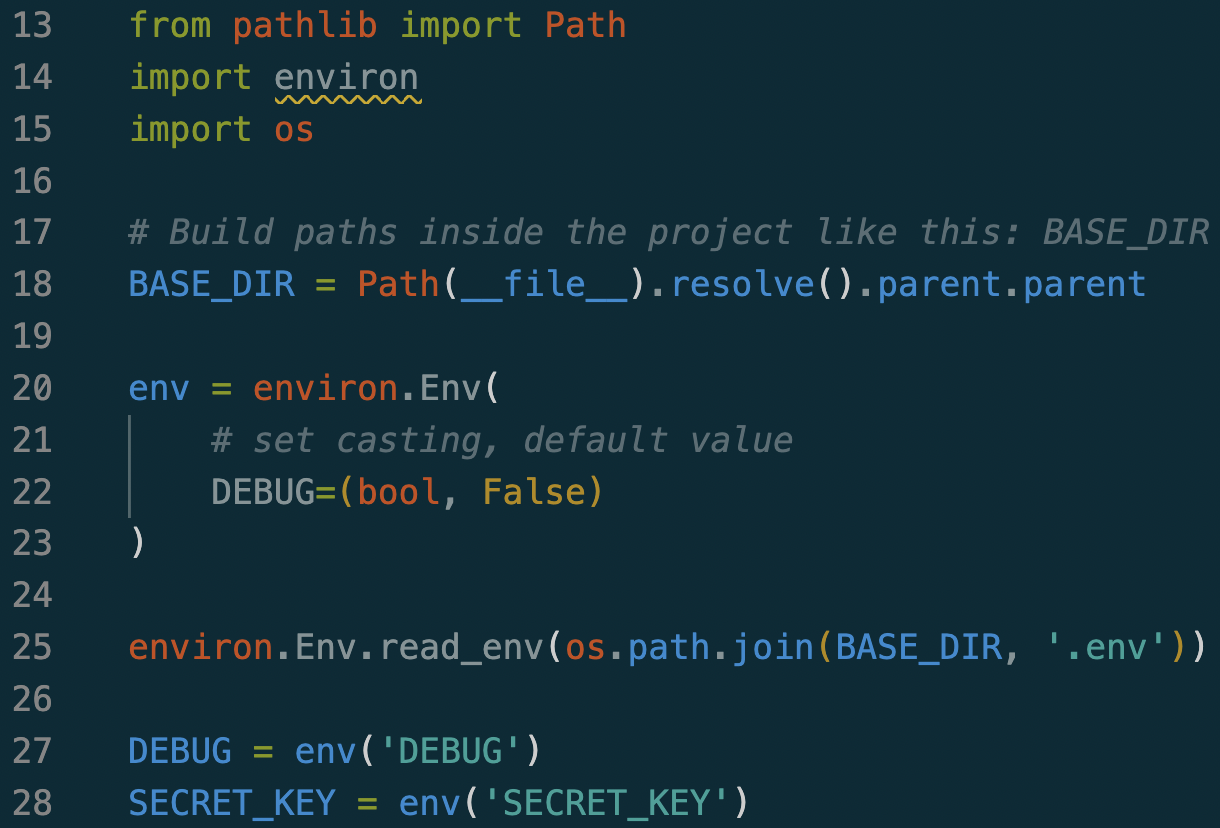 13 from pathlib import Path
14 import environ
15 import os
16
17 # Build paths inside the project like this: BASE_DIR
18 BASE_DIR = Path(__file__).resolve().parent.parent
19
20 env = environ.Env(
21     # set casting, default value
22     DEBUG=(bool, False)
23 )
24
25 environ.Env.read_env(os.path.join(BASE_DIR, '.env'))
26
27 DEBUG = env('DEBUG')
28 SECRET_KEY = env('SECRET_KEY')